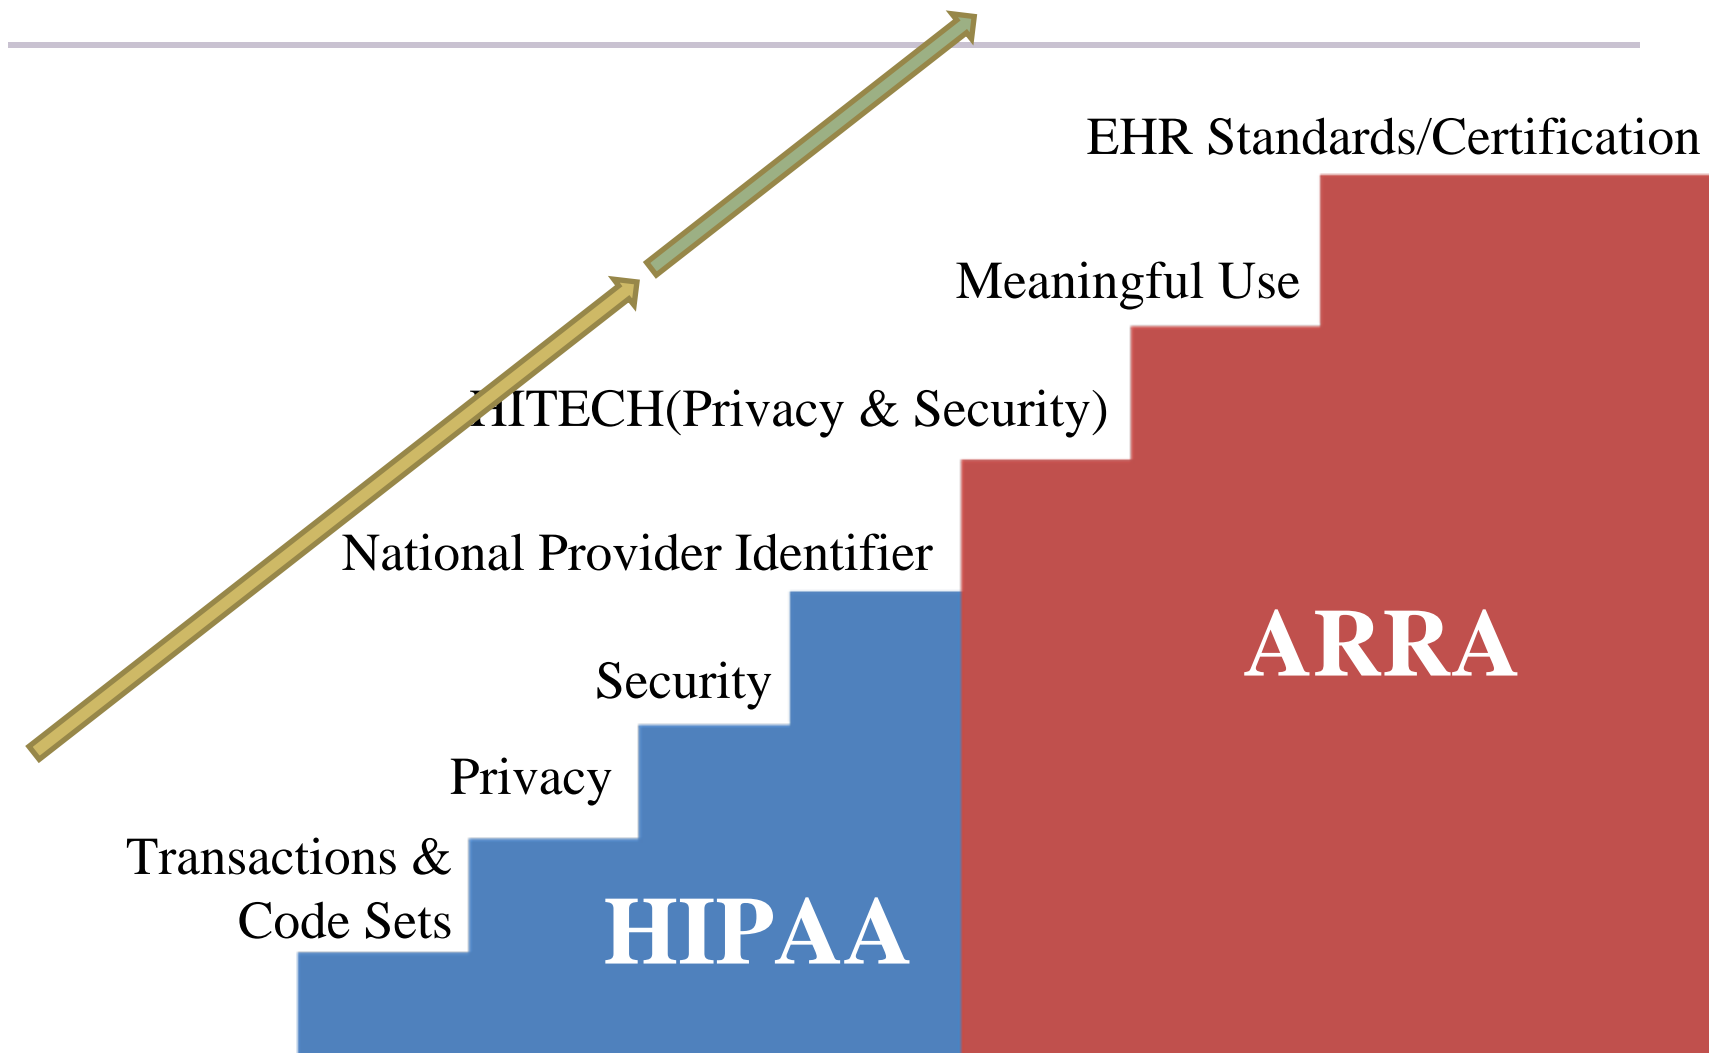 EHR Standards/Certification
Meaningful Use
HITECH(Privacy & Security)
National Provider Identifier
ARRA
Security
Privacy
Transactions &
Code Sets
HIPAA